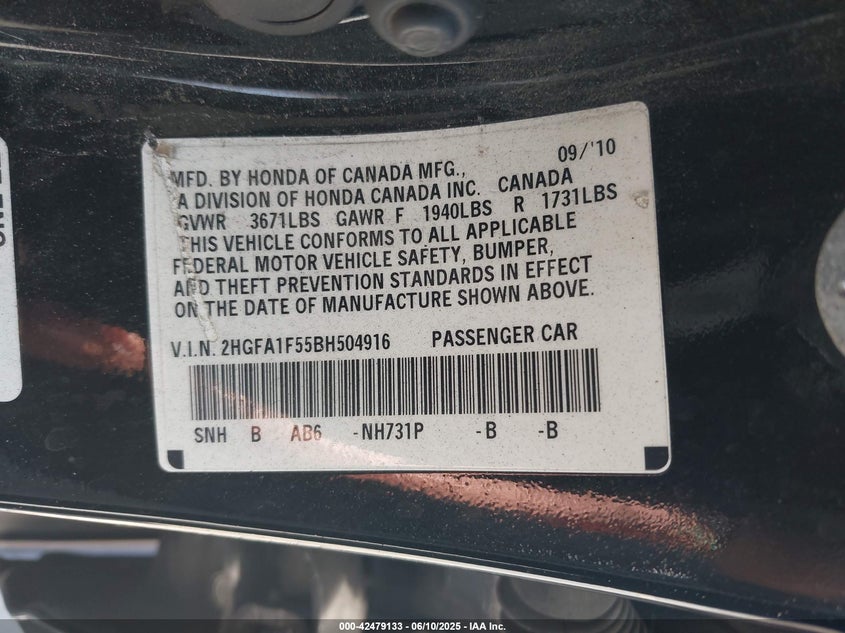 09/'10
MFD. BY HONDA OF CANADA MFG.,
A DIVISION OF HONDA CANADA INC. CANADA
GVWR 3671LBS GAWR F 1940LBS R 1731LBS
THIS VEHICLE CONFORMS TO ALL APPLICABLE
FEDERAL MOTOR VEHICLE SAFETY, BUMPER,
AND THEFT PREVENTION STANDARDS IN EFFECT
ON THE DATE OF MANUFACTURE SHOWN ABOVE.
V.I.N. 2HGFA1F55BH504916 PASSENGER CAR
SNH B AB6 -NH731P -B -B
000-42479133 - 06/10/2025 - IAA Inc.